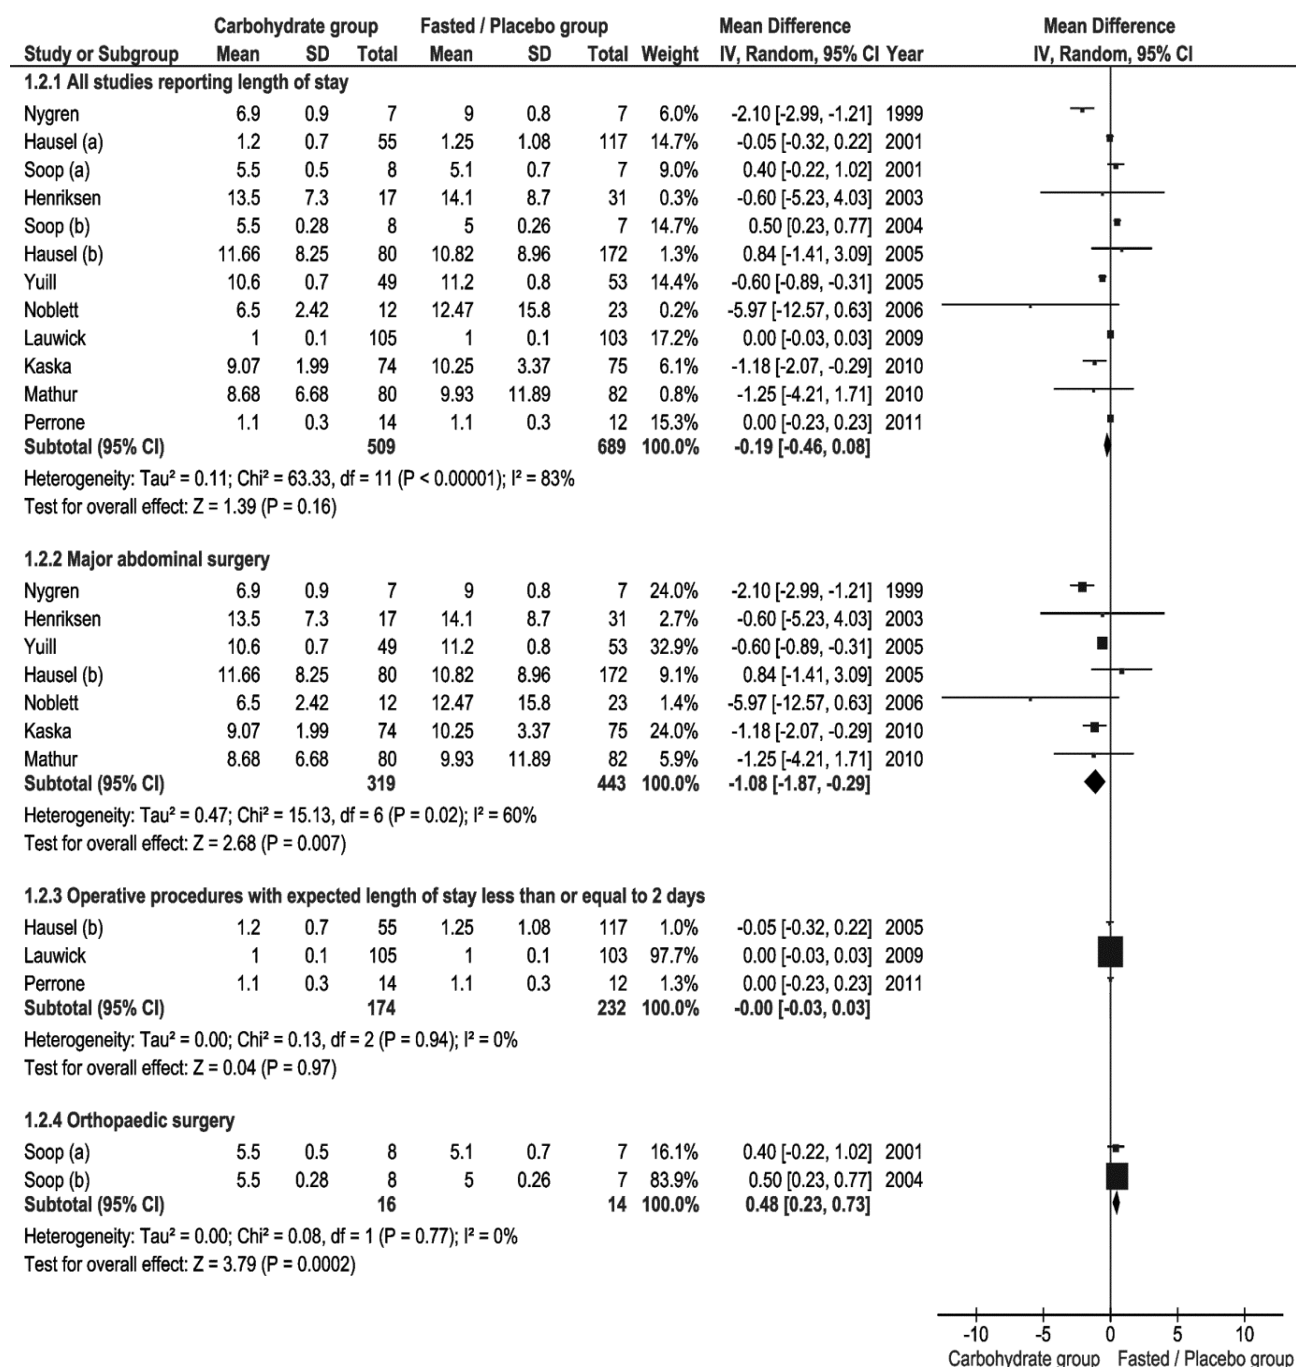 Carbohydrate group Fasted / Placebo group Mean Difference Mean Difference
Study or Subgroup Mean SD Total Mean SD Total Weight IV, Random, 95% CI Year IV, Random, 95% CI
1.2.1 All studies reporting length of stay
Nygren 6.9 0.9 7 9 0.8 7 6.0% -2.10 [-2.99, -1.21] 1999
Hausel (a) 1.2 0.7 55 1.25 1.08 117 14.7% -0.05 [-0.32, 0.22] 2001
Soop (a) 5.5 0.5 8 5.1 0.7 7 9.0% 0.40 [-0.22, 1.02] 2001
Henriksen 13.5 7.3 17 14.1 8.7 31 0.3% -0.60 [-5.23, 4.03] 2003
Soop (b) 5.5 0.28 8 5 0.26 7 14.7% 0.50 [0.23, 0.77] 2004
Hausel (b) 11.66 8.25 80 10.82 8.96 172 1.3% 0.84 [-1.41, 3.09] 2005
Yuill 10.6 0.7 49 11.2 0.8 53 14.4% -0.60 [-0.89, -0.31] 2005
Noblett 6.5 2.42 12 12.47 15.8 23 0.2% -5.97 [-12.57, 0.63] 2006
Lauwick 1 0.1 105 1 0.1 103 17.2% 0.00 [-0.03, 0.03] 2009
Kaska 9.07 1.99 74 10.25 3.37 75 6.1% -1.18 [-2.07, -0.29] 2010
Mathur 8.68 6.68 80 9.93 11.89 82 0.8% -1.25 [-4.21, 1.71] 2010
Perrone 1.1 0.3 14 1.1 0.3 12 15.3% 0.00 [-0.23, 0.23] 2011
Subtotal (95% CI) 509 689 100.0% -0.19 [-0.46, 0.08]
Heterogeneity: Tau² = 0.11; Chi² = 63.33, df = 11 (P < 0.00001); I² = 83%
Test for overall effect: Z = 1.39 (P = 0.16)
1.2.2 Major abdominal surgery
Nygren 6.9 0.9 7 9 0.8 7 24.0% -2.10 [-2.99, -1.21] 1999
Henriksen 13.5 7.3 17 14.1 8.7 31 2.7% -0.60 [-5.23, 4.03] 2003
Yuill 10.6 0.7 49 11.2 0.8 53 32.9% -0.60 [-0.89, -0.31] 2005
Hausel (b) 11.66 8.25 80 10.82 8.96 172 9.1% 0.84 [-1.41, 3.09] 2005
Noblett 6.5 2.42 12 12.47 15.8 23 1.4% -5.97 [-12.57, 0.63] 2006
Kaska 9.07 1.99 74 10.25 3.37 75 24.0% -1.18 [-2.07, -0.29] 2010
Mathur 8.68 6.68 80 9.93 11.89 82 5.9% -1.25 [-4.21, 1.71] 2010
Subtotal (95% CI) 319 443 100.0% -1.08 [-1.87, -0.29]
Heterogeneity: Tau² = 0.47; Chi² = 15.13, df = 6 (P = 0.02); I² = 60%
Test for overall effect: Z = 2.68 (P = 0.007)
1.2.3 Operative procedures with expected length of stay less than or equal to 2 days
Hausel (b) 1.2 0.7 55 1.25 1.08 117 1.0% -0.05 [-0.32, 0.22] 2005
Lauwick 1 0.1 105 1 0.1 103 97.7% 0.00 [-0.03, 0.03] 2009
Perrone 1.1 0.3 14 1.1 0.3 12 1.3% 0.00 [-0.23, 0.23] 2011
Subtotal (95% CI) 174 232 100.0% -0.00 [-0.03, 0.03]
Heterogeneity: Tau² = 0.00; Chi² = 0.13, df = 2 (P = 0.94); I² = 0%
Test for overall effect: Z = 0.04 (P = 0.97)
1.2.4 Orthopaedic surgery
Soop (a) 5.5 0.5 8 5.1 0.7 7 16.1% 0.40 [-0.22, 1.02] 2001
Soop (b) 5.5 0.28 8 5 0.26 7 83.9% 0.50 [0.23, 0.77] 2004
Subtotal (95% CI) 16 14 100.0% 0.48 [0.23, 0.73]
Heterogeneity: Tau² = 0.00; Chi² = 0.08, df = 1 (P = 0.77); I² = 0%
Test for overall effect: Z = 3.79 (P = 0.0002)
-10 -5 0 5 10
Carbohydrate group Fasted / Placebo group